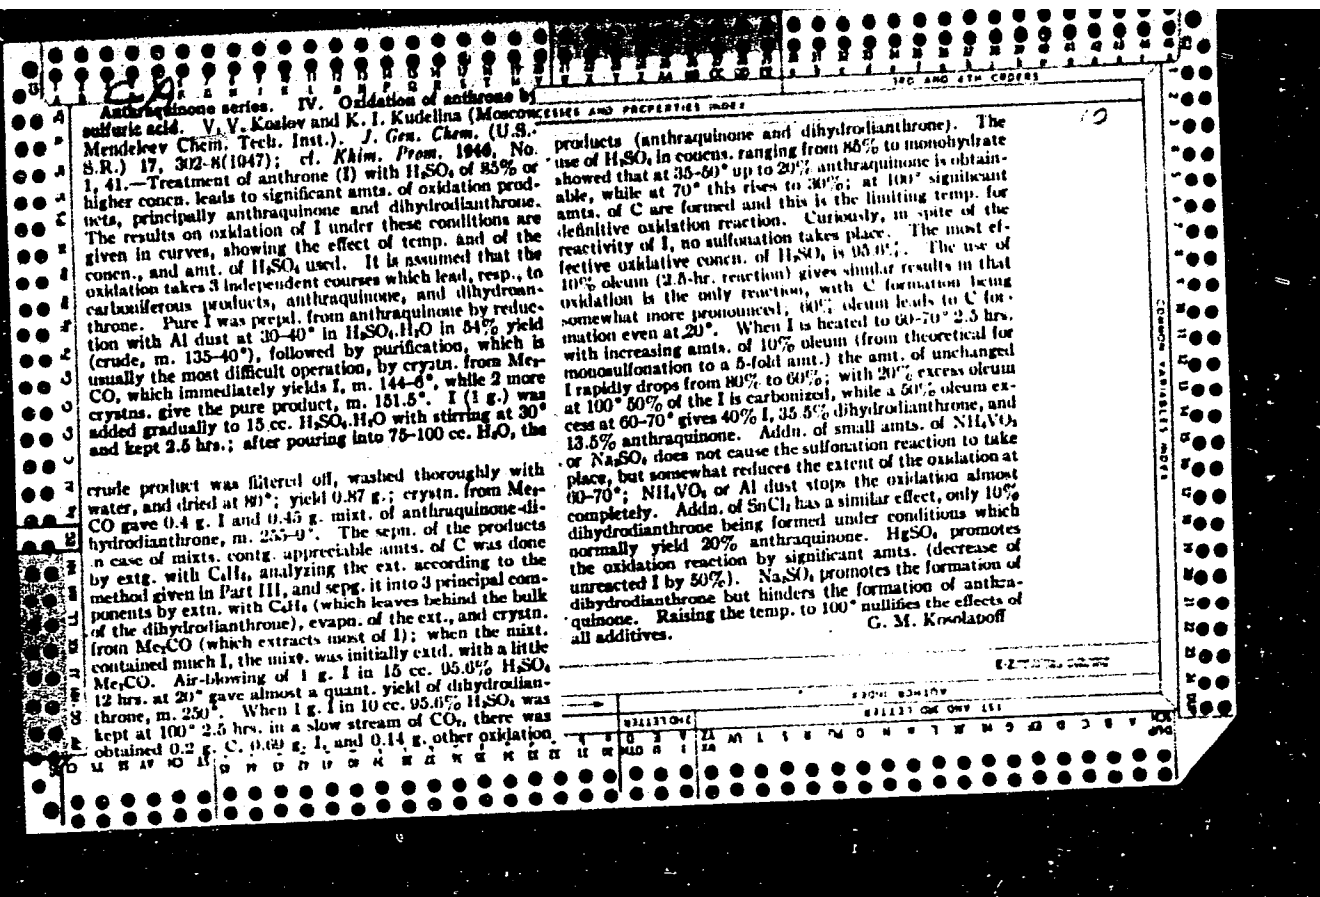 Anthraquinone series. IV. Oxidation of anthrone by
sulfuric acid. V. V. Kozlov and K. I. Kudelina (Moscow
Mendeleev Chem. Tech. Inst.). J. Gen. Chem. (U.S.-
S.R.) 17, 302-8(1947); cf. Khim. Prom. 1946, No.
1, 41.—Treatment of anthrone (I) with H₂SO₄ of 85% or
higher concn. leads to significant amts. of oxidation prod-
ucts, principally anthraquinone and dihydrodianthrone.
The results on oxidation of I under these conditions are
given in curves, showing the effect of temp. and of the
concn., and amt. of H₂SO₄ used. It is assumed that the
oxidation takes 3 independent courses which lead, resp., to
carboniferous products, anthraquinone, and dihydroan-
throne. Pure I was prepd. from anthraquinone by reduc-
tion with Al dust at 30-40° in H₂SO₄.H₂O in 54% yield
(crude, m. 135-40°), followed by purification, which is
usually the most difficult operation, by crystn. from Me₂-
CO, which immediately yields I, m. 144-6°, while 2 more
crystns. give the pure product, m. 151.5°. I (1 g.) was
added gradually to 15 cc. H₂SO₄.H₂O with stirring at 30°
and kept 2.5 hrs.; after pouring into 75-100 cc. H₂O, the
crude product was filtered off, washed thoroughly with
water, and dried at 80°; yield 0.87 g.; crystn. from Me₂-
CO gave 0.4 g. I and 0.45 g. mixt. of anthraquinone-di-
hydrodianthrone, m. 255-9°. The sepn. of the products
in case of mixts. contg. appreciable amts. of C was done
by extg. with C₆H₆, analyzing the ext. according to the
method given in Part III, and sepg. it into 3 principal com-
ponents by extn. with C₆H₆ (which leaves behind the bulk
of the dihydrodianthrone), evapn. of the ext., and crystn.
from Me₂CO (which extracts most of I); when the mixt.
contained much I, the mixt. was initially extd. with a little
Me₂CO. Air-blowing of 1 g. I in 15 cc. 95.6% H₂SO₄
12 hrs. at 20° gave almost a quant. yield of dihydrodian-
throne, m. 250°. When 1 g. I in 10 cc. 95.6% H₂SO₄ was
kept at 100° 2.5 hrs. in a slow stream of CO₂, there was
obtained 0.2 g. C, 0.69 g. I, and 0.14 g. other oxidation
PROCESSES AND PROPERTIES INDEX
3RD AND 4TH ORDERS
products (anthraquinone and dihydrodianthrone). The
use of H₂SO₄ in concns. ranging from 85% to monohydrate
showed that at 35-50° up to 20% anthraquinone is obtain-
able, while at 70° this rises to 30%; at 100° significant
amts. of C are formed and this is the limiting temp. for
definitive oxidation reaction. Curiously, in spite of the
reactivity of I, no sulfonation takes place. The most ef-
fective oxidative concn. of H₂SO₄ is 95.6%. The use of
10% oleum (2.5-hr. reaction) gives similar results in that
oxidation is the only reaction, with C formation being
somewhat more pronounced; 60% oleum leads to C for-
mation even at 20°. When I is heated to 60-70° 2.5 hrs.
with increasing amts. of 10% oleum (from theoretical for
monosulfonation to a 5-fold amt.) the amt. of unchanged
I rapidly drops from 80% to 60%; with 20% excess oleum
at 100° 50% of the I is carbonized, while a 50% oleum ex-
cess at 60-70° gives 40% I, 35.5% dihydrodianthrone, and
13.5% anthraquinone. Addn. of small amts. of NH₄VO₃
or Na₂SO₄ does not cause the sulfonation reaction to take
place, but somewhat reduces the extent of the oxidation at
60-70°; NH₄VO₃ or Al dust stops the oxidation almost
completely. Addn. of SnCl₂ has a similar effect, only 10%
dihydrodianthrone being formed under conditions which
normally yield 20% anthraquinone. HgSO₄ promotes
the oxidation reaction by significant amts. (decrease of
unreacted I by 50%). Na₂SO₄ promotes the formation of
dihydrodianthrone but hinders the formation of anthra-
quinone. Raising the temp. to 100° nullifies the effects of
all additives.
G. M. Kosolapoff
COMMON VARIABLES INDEX
AUTHOR INDEX
1ST AND 3RD LETTER
2ND LETTER